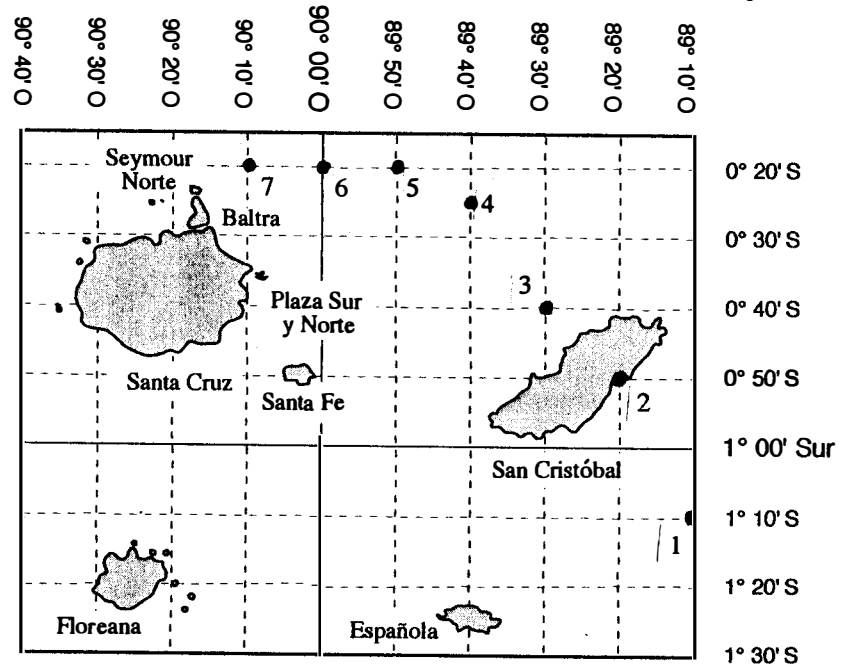 90° 40' O
90° 30' O
90° 20' O
90° 10' O
90° 00' O
89° 50' O
89° 40' O
89° 30' O
89° 20' O
89° 10' O
Seymour
Norte
7
6
5
0° 20' S
4
Baltra
0° 30' S
3
Plaza Sur
y Norte
0° 40' S
Santa Cruz
Santa Fe
2
0° 50' S
San Cristóbal
1° 00' Sur
1
1° 10' S
1° 20' S
Floreana
Española
1° 30' S